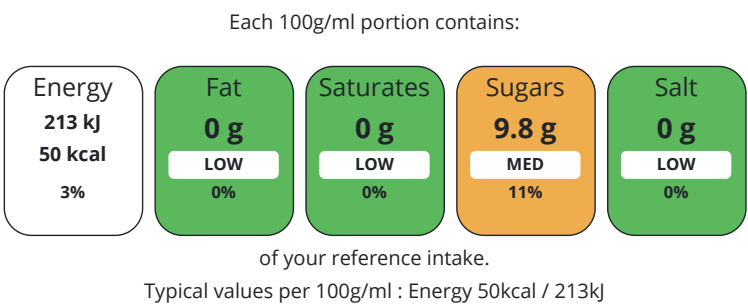 Each 100g/ml portion contains:
Energy Fat Saturates Sugars Salt
213 kJ 0 g 0 g 9.8 g 0 g
50 kcal LOW LOW MED LOW
3% 0% 0% 11% 0%
of your reference intake.
Typical values per 100g/ml : Energy 50kcal / 213kJ